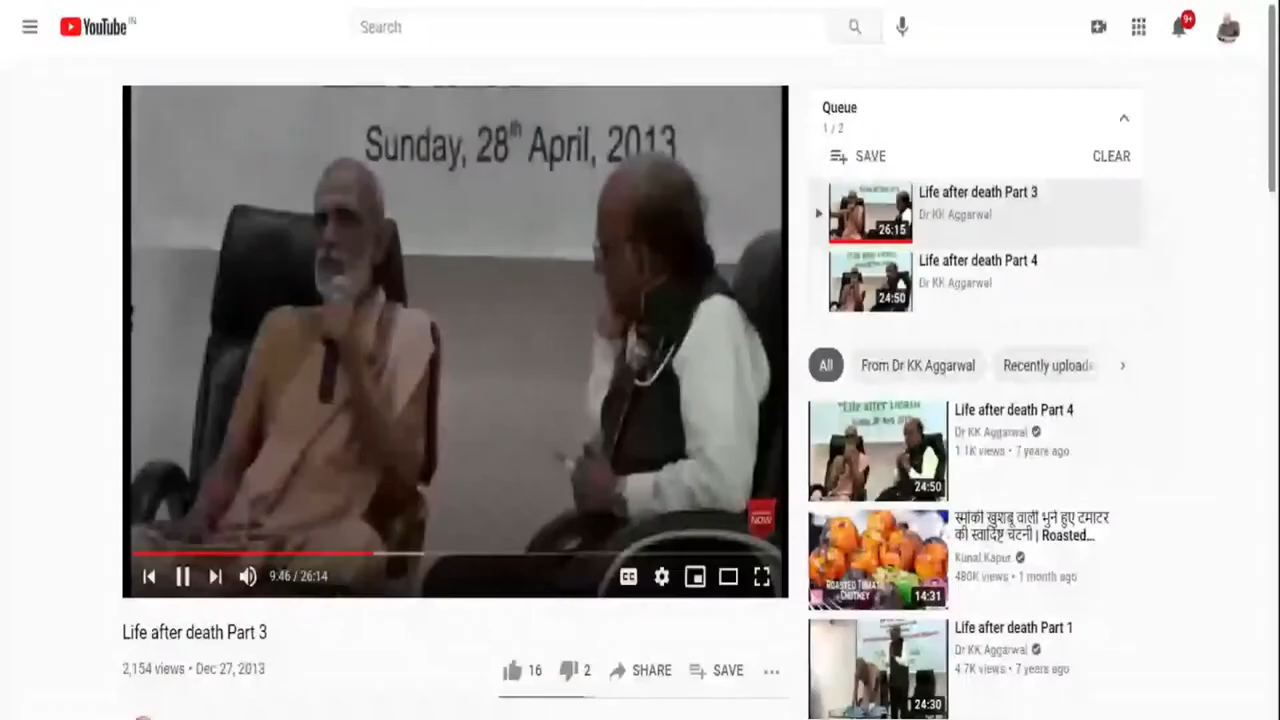 YouTube IN
Search
9+
Sunday, 28th April, 2013
NOW
9:46 / 26:14
CC
Life after death Part 3
2,154 views • Dec 27, 2013
16
2
SHARE
SAVE
Queue
1 / 2
SAVE
CLEAR
Life after death Part 3
Dr KK Aggarwal
26:15
Life after death Part 4
Dr KK Aggarwal
24:50
All
From Dr KK Aggarwal
Recently uploade
Life after death Part 4
Dr KK Aggarwal
1.1K views • 7 years ago
24:50
स्मोकी खुशबू वाली भुने हुए टमाटर
की स्वादिष्ट चटनी | Roasted...
Kunal Kapur
480K views • 1 month ago
ROASTED TOMATO
CHUTNEY
14:31
Life after death Part 1
Dr KK Aggarwal
4.7K views • 7 years ago
24:30